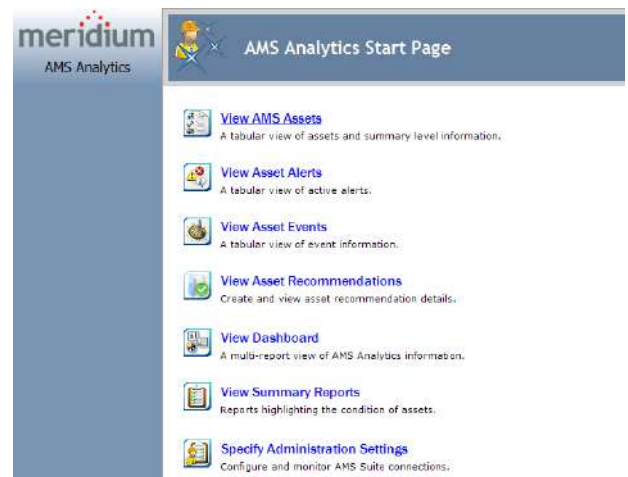 meridium
AMS Analytics
AMS Analytics Start Page
View AMS Assets
A tabular view of assets and summary level information.
View Asset Alerts
A tabular view of active alerts.
View Asset Events
A tabular view of event information.
View Asset Recommendations
Create and view asset recommendation details.
View Dashboard
A multi-report view of AMS Analytics information.
View Summary Reports
Reports highlighting the condition of assets.
Specify Administration Settings
Configure and monitor AMS Suite connections.